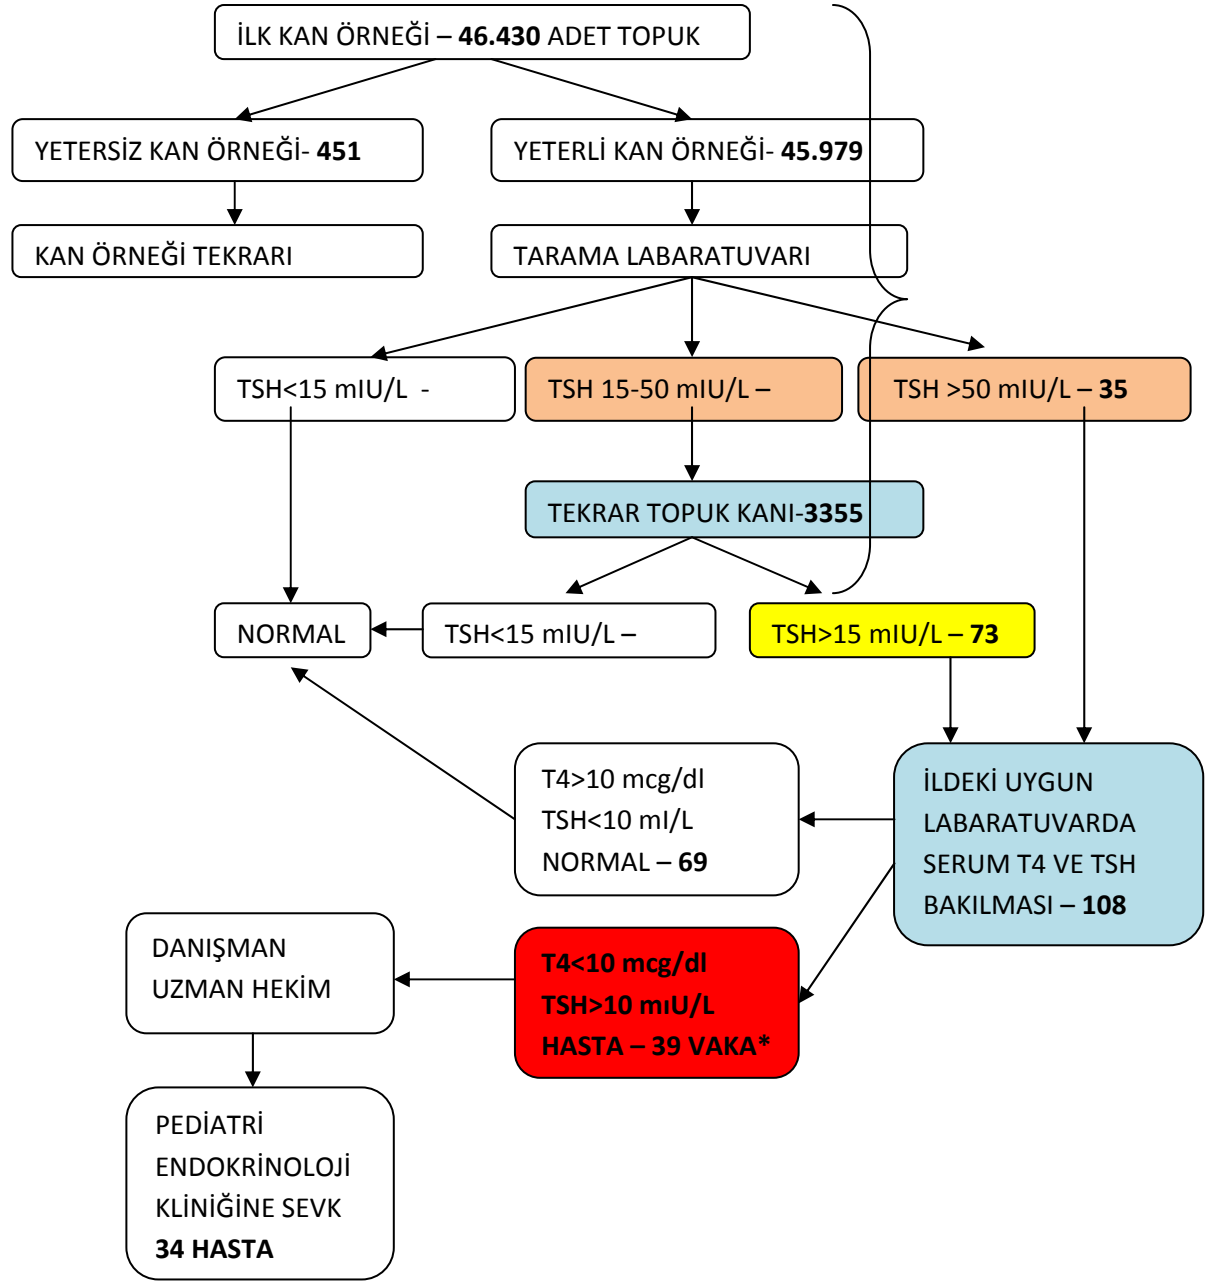 İLK KAN ÖRNEĞİ – 46.430 ADET TOPUK
YETERSİZ KAN ÖRNEĞİ- 451
YETERLİ KAN ÖRNEĞİ- 45.979
KAN ÖRNEĞİ TEKRARI
TARAMA LABARATUVARI
TSH<15 mIU/L -
TSH 15-50 mIU/L –
TSH >50 mIU/L – 35
TEKRAR TOPUK KANI-3355
NORMAL
TSH<15 mIU/L –
TSH>15 mIU/L – 73
T4>10 mcg/dl
TSH<10 mI/L
NORMAL – 69
İLDEKİ UYGUN
LABARATUVARDA
SERUM T4 VE TSH
BAKILMASI – 108
DANIŞMAN
UZMAN HEKİM
T4<10 mcg/dl
TSH>10 mıU/L
HASTA – 39 VAKA*
PEDİATRİ
ENDOKRİNOLOJİ
KLİNİĞİNE SEVK
34 HASTA